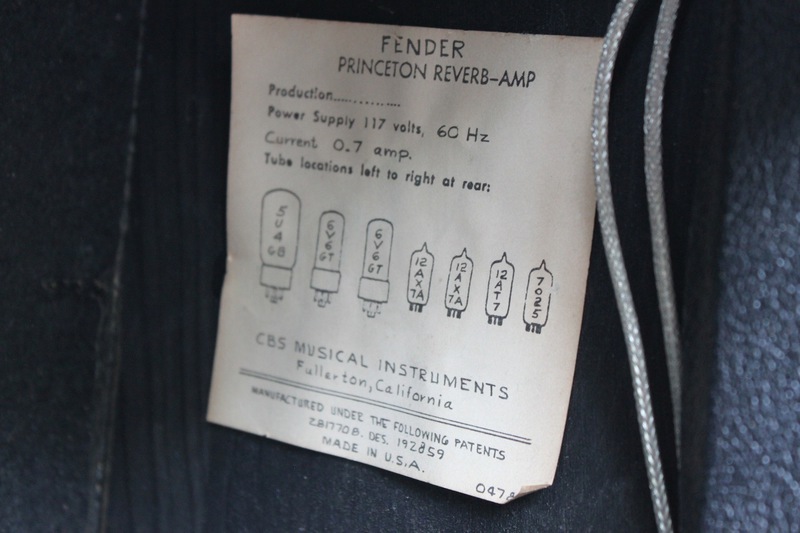 FENDER
PRINCETON REVERB-AMP
Production..............
Power Supply 117 volts, 60 Hz
Current 0.7 amp.
Tube locations left to right at rear:
5U4GB 6V6GT 6V6GT 12AX7A 12AX7A 12AT7 7025
CBS MUSICAL INSTRUMENTS
Fullerton, California
MANUFACTURED UNDER THE FOLLOWING PATENTS
2817708. DES. 192859
MADE IN U.S.A.
047